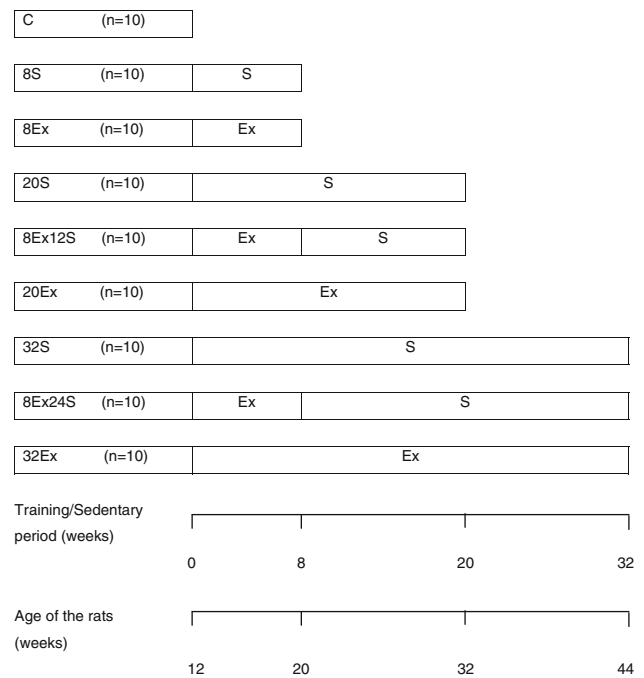 C (n=10)
8S (n=10) S
8Ex (n=10) Ex
20S (n=10) S
8Ex12S (n=10) Ex S
20Ex (n=10) Ex
32S (n=10) S
8Ex24S (n=10) Ex S
32Ex (n=10) Ex
Training/Sedentary
period (weeks)
0 8 20 32
Age of the rats
(weeks)
12 20 32 44